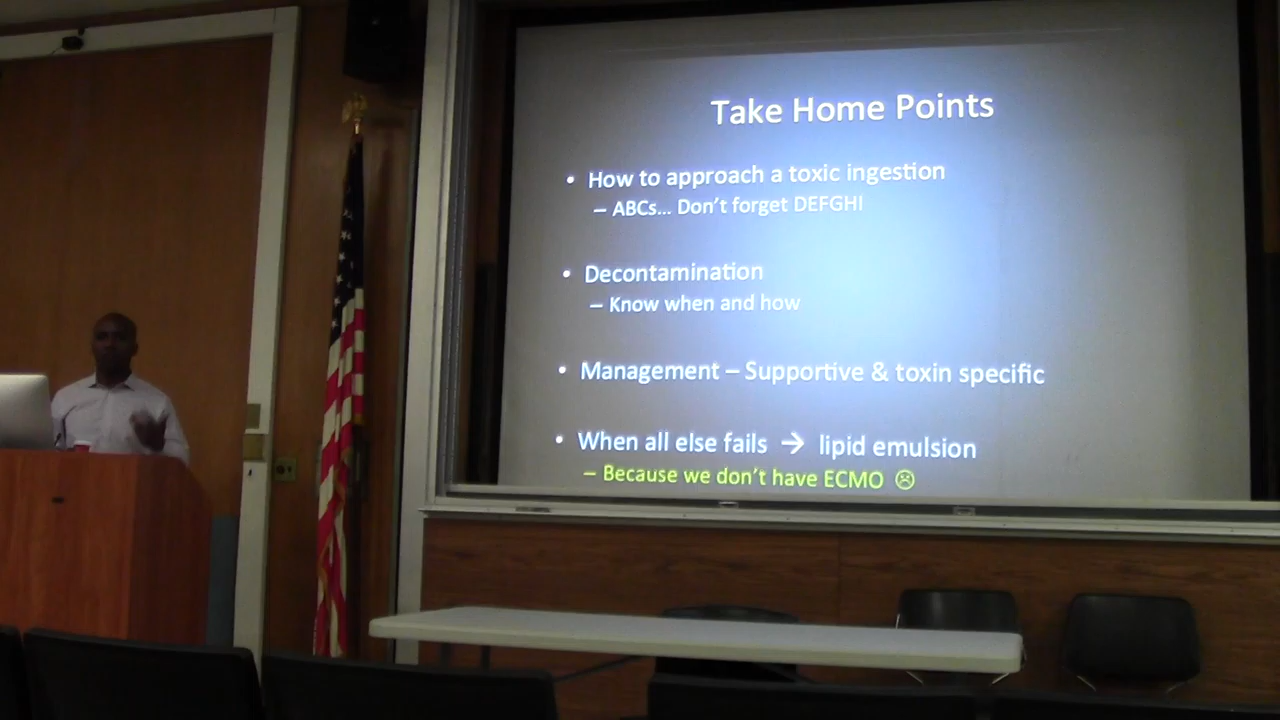 Take Home Points
• How to approach a toxic ingestion
– ABCs... Don't forget DEFGHI
• Decontamination
– Know when and how
• Management – Supportive & toxin specific
• When all else fails → lipid emulsion
– Because we don't have ECMO ☹